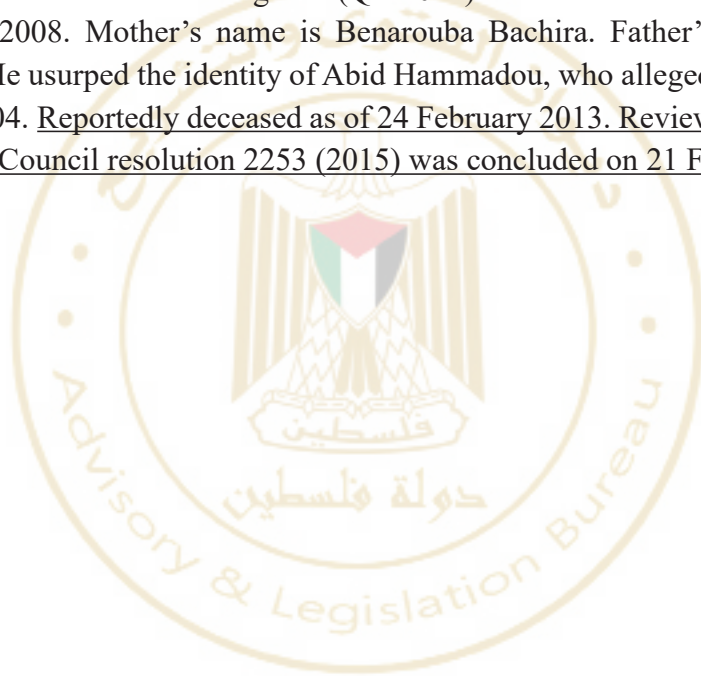 2008. Mother's name is Benarouba Bachira. Father'
He usurped the identity of Abid Hammadou, who alleged
04. Reportedly deceased as of 24 February 2013. Review
Council resolution 2253 (2015) was concluded on 21 F
فلسطين
دولة فلسطين
Advisory & Legislation Bureau